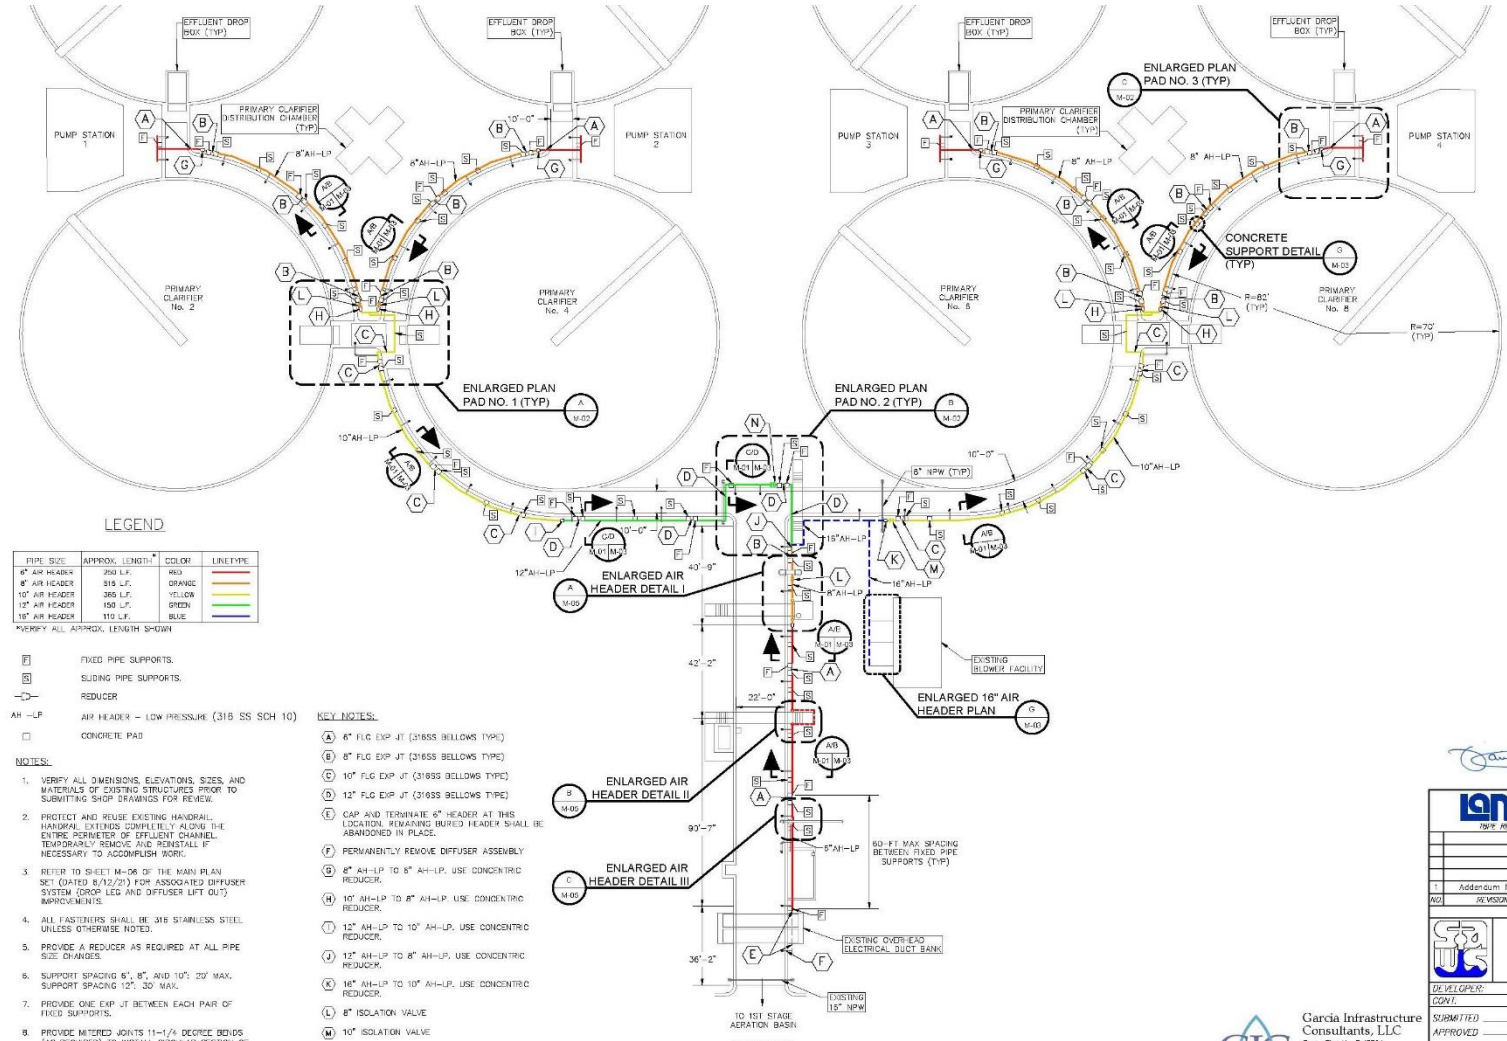 EFFLUENT DROP
BOX (TYP)
EFFLUENT DROP
BOX (TYP)
EFFLUENT DROP
BOX (TYP)
EFFLUENT DROP
BOX (TYP)
ENLARGED PLAN
PAD NO. 3 (TYP)
C
M-02
PUMP STATION
1
PRIMARY CLARIFIER
DISTRIBUTION CHAMBER
(TYP)
10'-0"
PUMP STATION
2
PUMP STATION
3
PRIMARY CLARIFIER
DISTRIBUTION CHAMBER
(TYP)
PUMP STATION
4
8"AH-LP
8"AH-LP
8" AH-LP
8" AH-LP
CONCRETE
SUPPORT DETAIL
(TYP)
G
M-03
PRIMARY
CLARIFIER
No. 2
PRIMARY
CLARIFIER
No. 4
PRIMARY
CLARIFIER
R=82'
(TYP)
PRIMARY
CLARIFIER
No. 8
R=70'
(TYP)
ENLARGED PLAN
PAD NO. 1 (TYP)
A
M-02
ENLARGED PLAN
PAD NO. 2 (TYP)
B
M-02
10"AH-LP
N
C/D
10'-0"
10"AH-LP
8" NPW (TYP)
10'-0"
16"AH-LP
12"AH-LP
40'-9"
16"AH-LP
ENLARGED AIR
HEADER DETAIL I
A
M-05
8"AH-LP
42'-2"
22'-0"
EXISTING
BLOWER FACILITY
ENLARGED 16" AIR
HEADER PLAN
G
M-03
ENLARGED AIR
HEADER DETAIL II
B
M-05
90'-7"
6"AH-LP
60-FT MAX SPACING
BETWEEN FIXED PIPE
SUPPORTS (TYP)
ENLARGED AIR
HEADER DETAIL III
C
M-05
EXISTING OVERHEAD
ELECTRICAL DUCT BANK
36'-2"
EXISTING
16" NPW
TO 1ST STAGE
AERATION BASIN
LEGEND
PIPE SIZE APPROX. LENGTH* COLOR LINETYPE
6" AIR HEADER 250 L.F. RED
8" AIR HEADER 515 L.F. ORANGE
10" AIR HEADER 365 L.F. YELLOW
12" AIR HEADER 150 L.F. GREEN
16" AIR HEADER 110 L.F. BLUE
*VERIFY ALL APPROX. LENGTH SHOWN
F FIXED PIPE SUPPORTS.
S SLIDING PIPE SUPPORTS.
REDUCER
AH -LP AIR HEADER – LOW PRESSURE (316 SS SCH 10)
CONCRETE PAD
NOTES:
1. VERIFY ALL DIMENSIONS, ELEVATIONS, SIZES, AND
MATERIALS OF EXISTING STRUCTURES PRIOR TO
SUBMITTING SHOP DRAWINGS FOR REVIEW.
2. PROTECT AND REUSE EXISTING HANDRAIL.
HANDRAIL EXTENDS COMPLETELY ALONG THE
ENTIRE PERIMETER OF EFFLUENT CHANNEL.
TEMPORARILY REMOVE AND REINSTALL IF
NECESSARY TO ACCOMPLISH WORK.
3. REFER TO SHEET M-06 OF THE MAIN PLAN
SET (DATED 8/12/21) FOR ASSOCIATED DIFFUSER
SYSTEM (DROP LEG AND DIFFUSER LIFT OUT)
IMPROVEMENTS.
4. ALL FASTENERS SHALL BE 316 STAINLESS STEEL
UNLESS OTHERWISE NOTED.
5. PROVIDE A REDUCER AS REQUIRED AT ALL PIPE
SIZE CHANGES.
6. SUPPORT SPACING 6", 8", AND 10": 20' MAX.
SUPPORT SPACING 12": 30' MAX.
7. PROVIDE ONE EXP JT BETWEEN EACH PAIR OF
FIXED SUPPORTS.
8. PROVIDE MITERED JOINTS 11-1/4 DEGREE BENDS
KEY NOTES:
A 6" FLG EXP JT (316SS BELLOWS TYPE)
B 8" FLG EXP JT (316SS BELLOWS TYPE)
C 10" FLG EXP JT (316SS BELLOWS TYPE)
D 12" FLG EXP JT (316SS BELLOWS TYPE)
E CAP AND TERMINATE 6" HEADER AT THIS
LOCATION. REMAINING BURIED HEADER SHALL BE
ABANDONED IN PLACE.
F PERMANENTLY REMOVE DIFFUSER ASSEMBLY
G 8" AH-LP TO 6" AH-LP. USE CONCENTRIC
REDUCER.
H 10' AH-LP TO 8" AH-LP. USE CONCENTRIC
REDUCER.
I 12" AH-LP TO 10" AH-LP. USE CONCENTRIC
REDUCER.
J 12" AH-LP TO 8" AH-LP. USE CONCENTRIC
REDUCER.
K 16" AH-LP TO 10" AH-LP. USE CONCENTRIC
REDUCER.
L 8" ISOLATION VALVE
M 10" ISOLATION VALVE
1 Addendum
NO. REVISION
saws
DEVELOPER:
CONT.
SUBMITTED
APPROVED
Garcia Infrastructure
Consultants, LLC